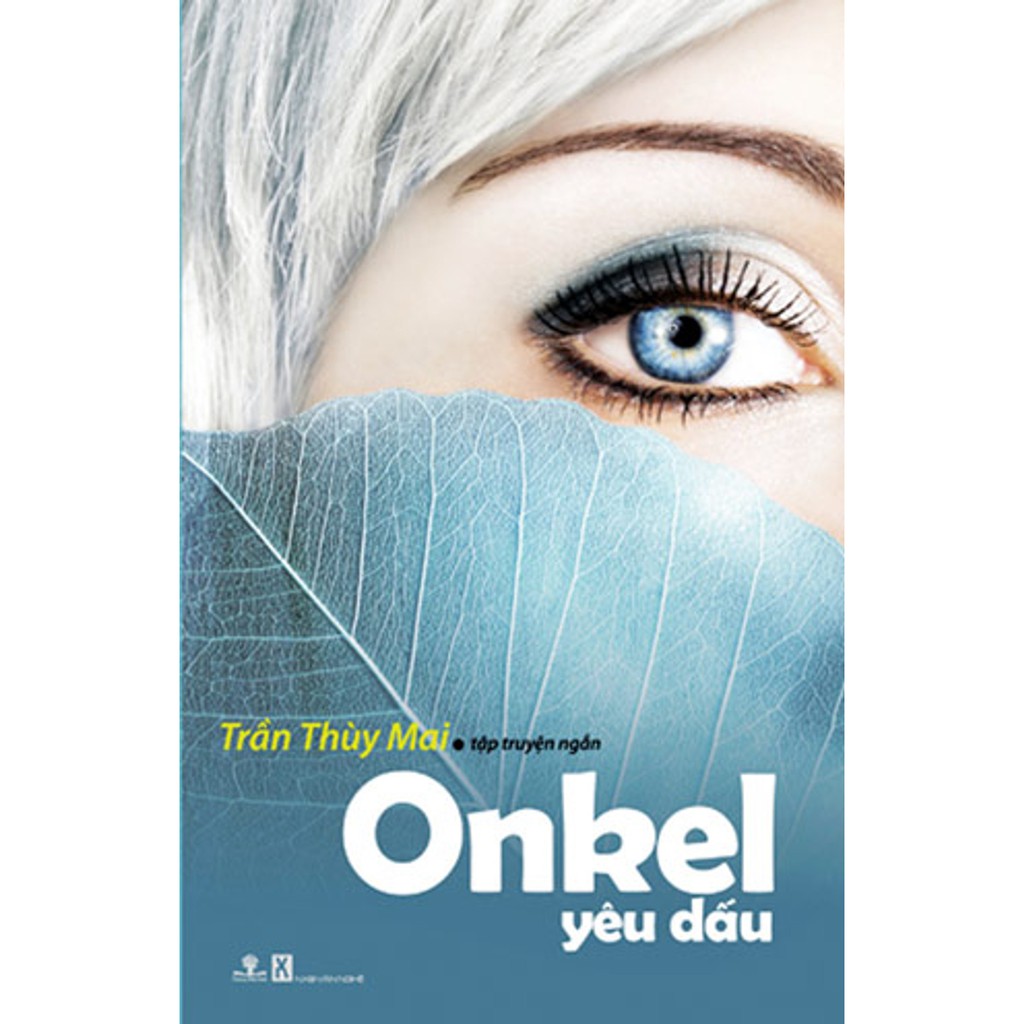 Trần Thùy Mai • tập truyện ngắn
Onkel
yêu dấu
X